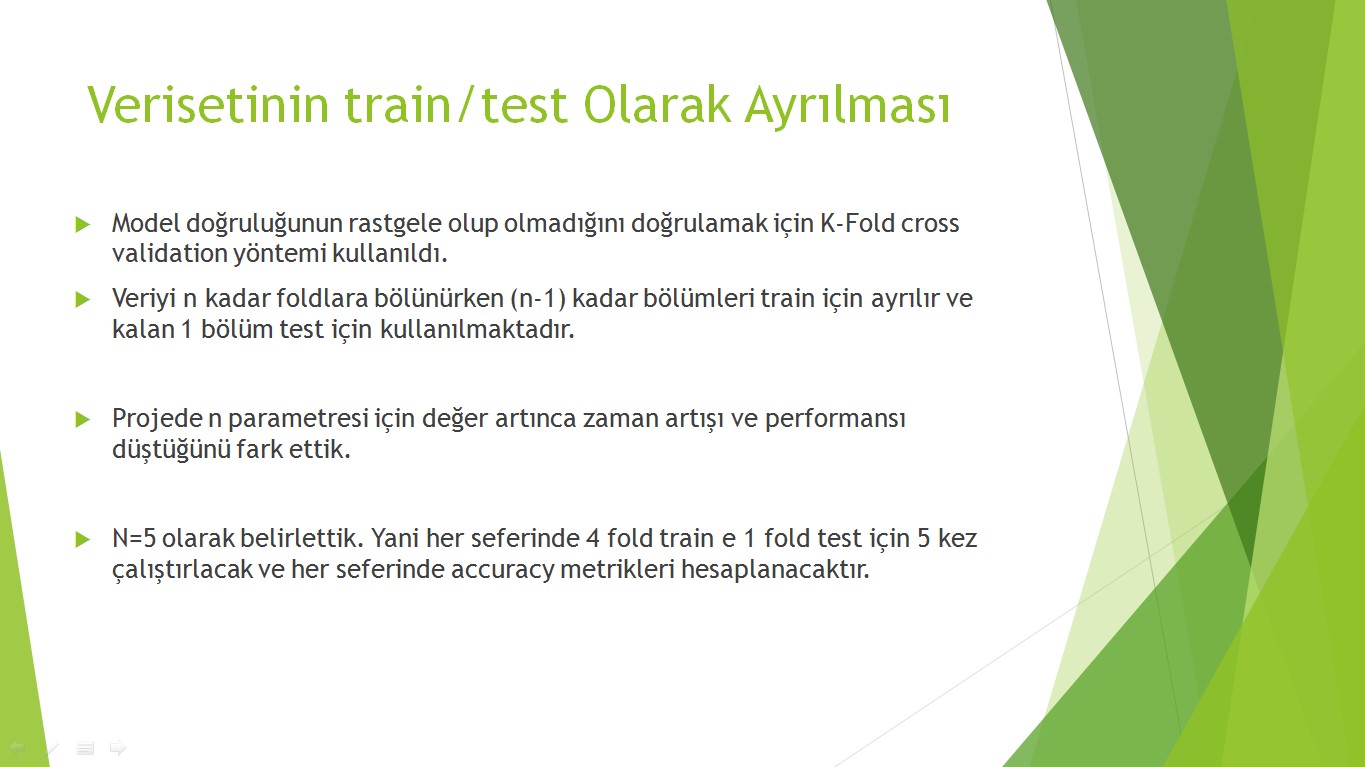 Verisetinin train/test Olarak Ayrılması
Model doğruluğunun rastgele olup olmadığını doğrulamak için K-Fold cross
validation yöntemi kullanıldı.
Veriyi n kadar foldlara bölünürken (n-1) kadar bölümleri train için ayrılır ve
kalan 1 bölüm test için kullanılmaktadır.
Projede n parametresi için değer artınca zaman artışı ve performansı
düştüğünü fark ettik.
N=5 olarak belirlettik. Yani her seferinde 4 fold train e 1 fold test için 5 kez
çalıştırlacak ve her seferinde accuracy metrikleri hesaplanacaktır.